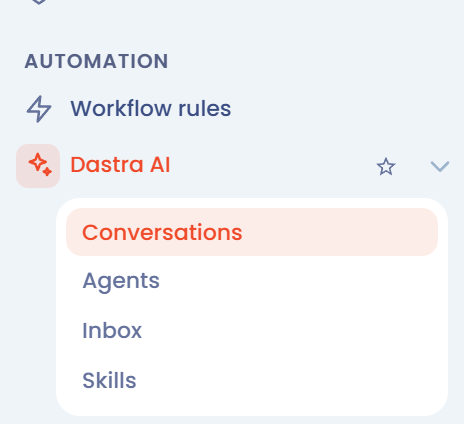 AUTOMATION
Workflow rules
Dastra AI
Conversations
Agents
Inbox
Skills